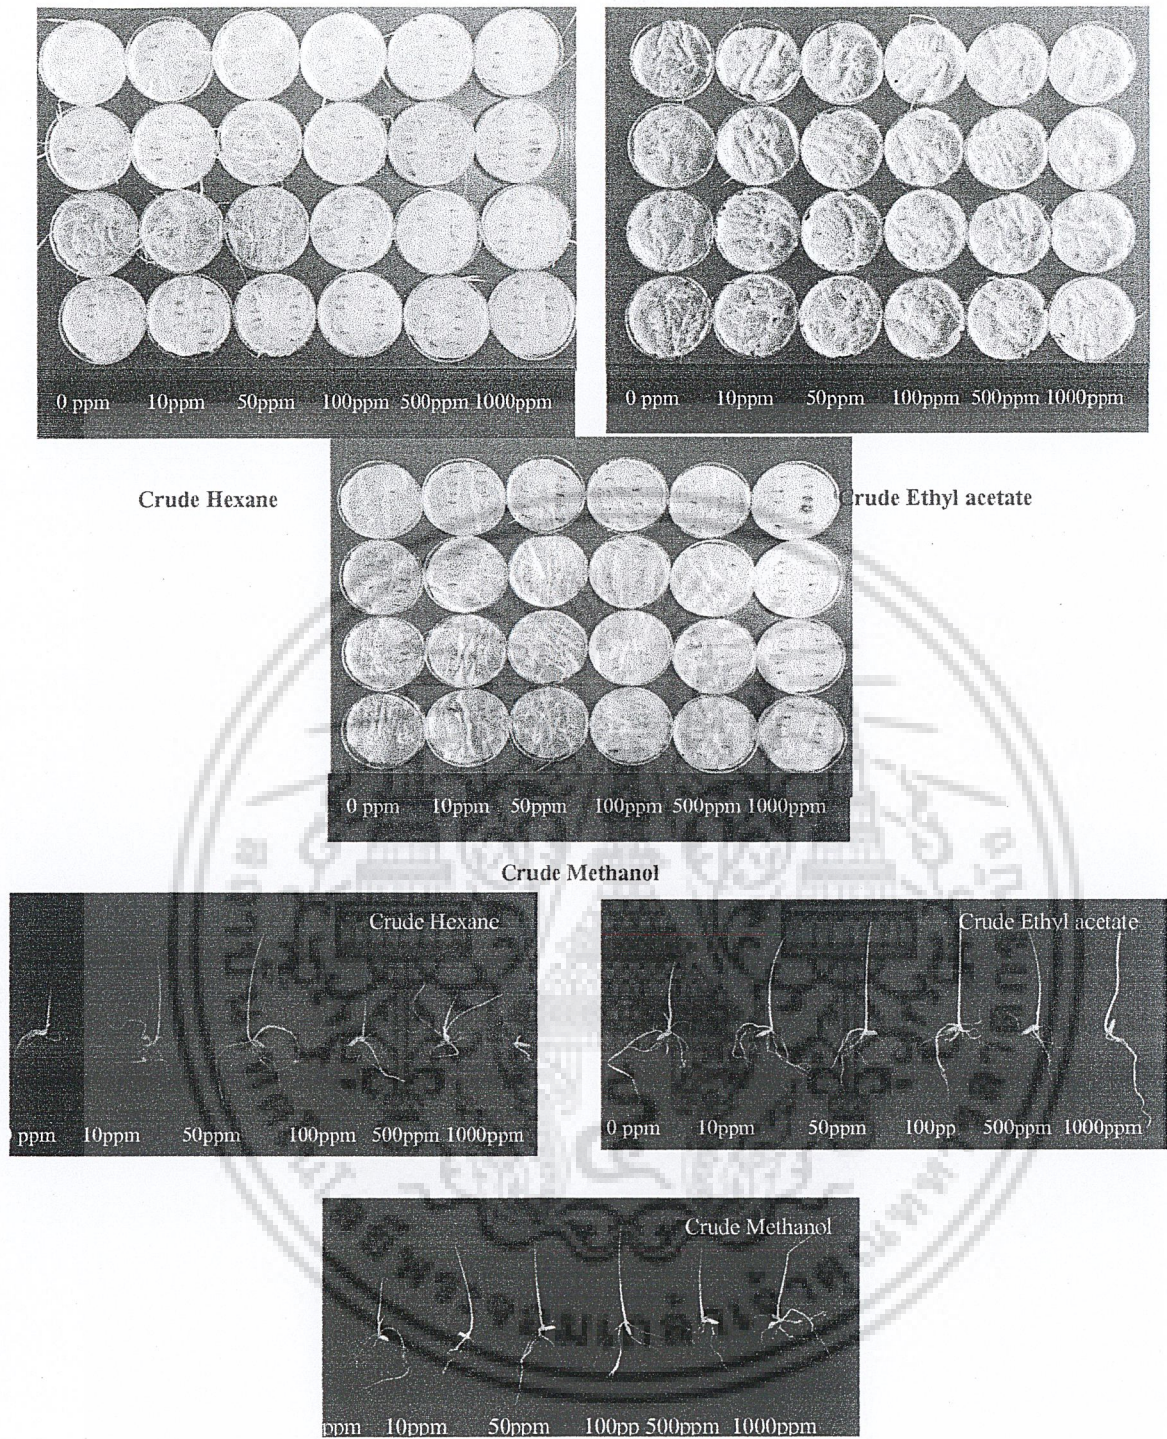 0 ppm 10ppm 50ppm 100ppm 500ppm 1000ppm
0 ppm 10ppm 50ppm 100ppm 500ppm 1000ppm
Crude Hexane
Crude Ethyl acetate
0 ppm 10ppm 50ppm 100ppm 500ppm 1000ppm
Crude Methanol
Crude Hexane
ppm 10ppm 50ppm 100ppm 500ppm 1000ppm
Crude Ethyl acetate
0 ppm 10ppm 50ppm 100pp 500ppm 1000ppm
Crude Methanol
ppm 10ppm 50ppm 100pp 500ppm 1000ppm